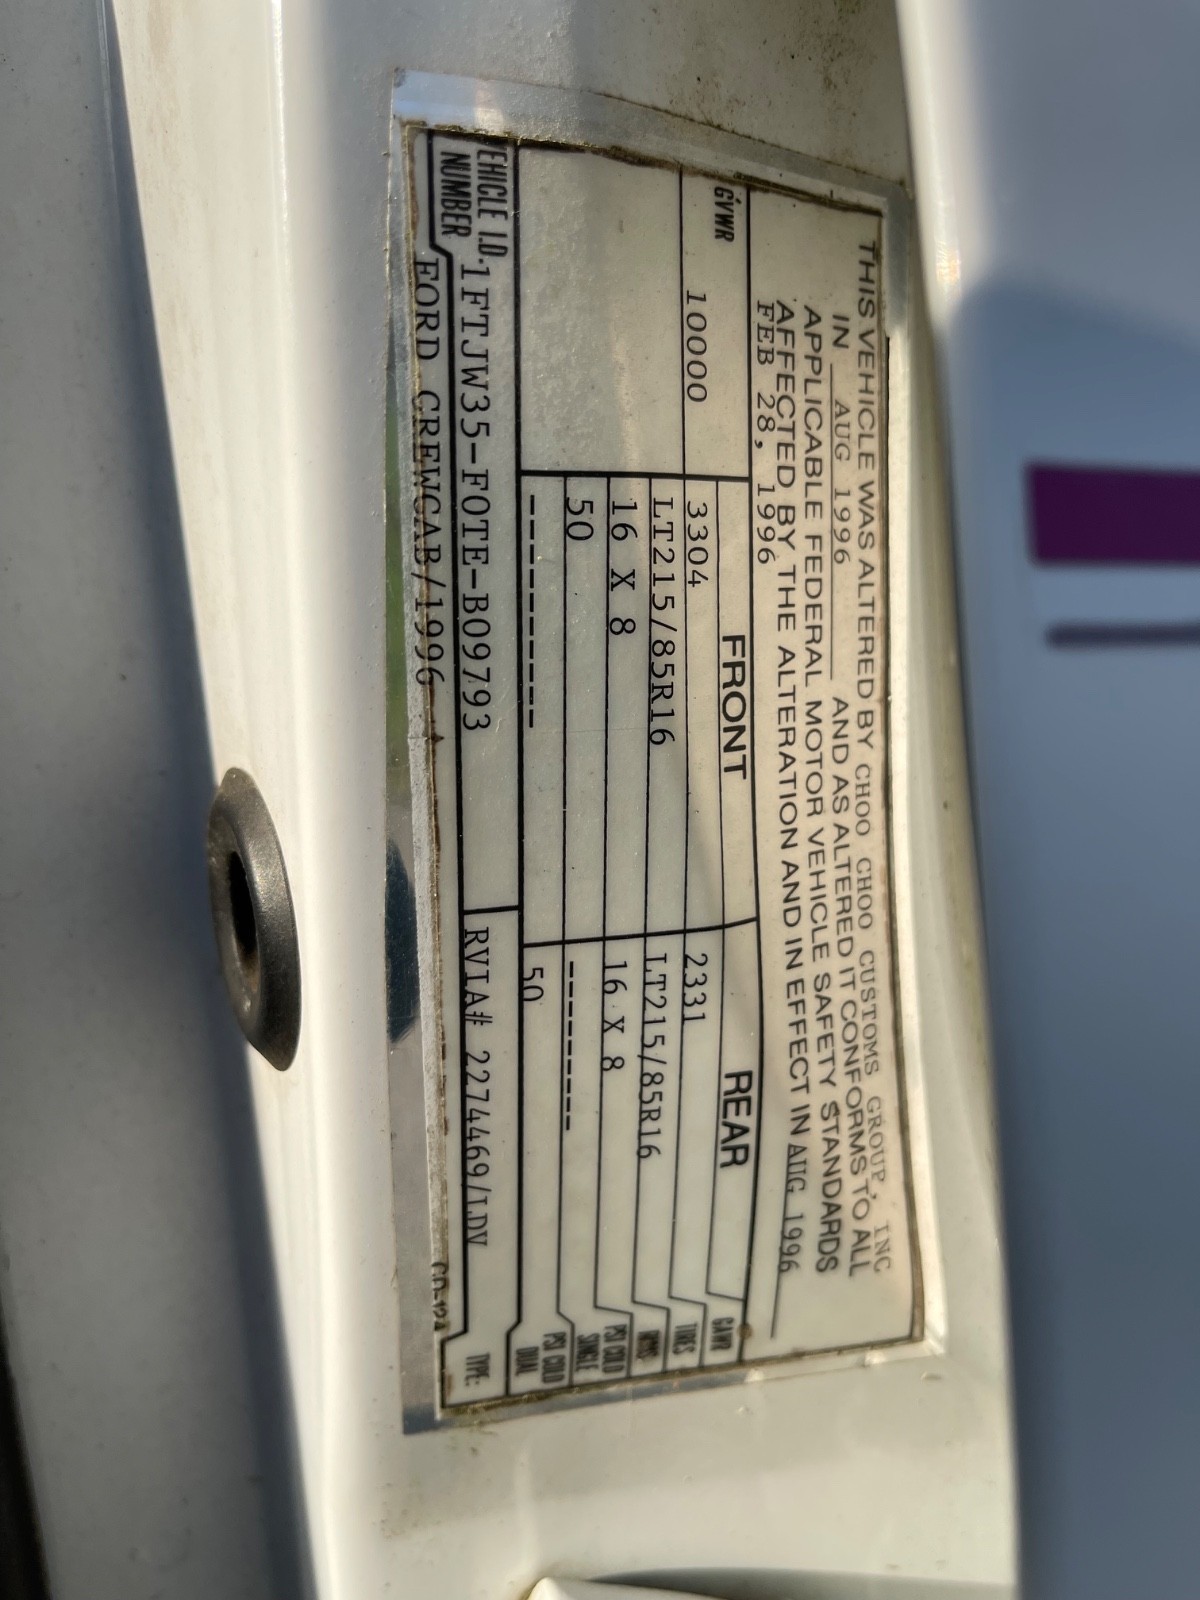 THIS VEHICLE WAS ALTERED BY CHOO CHOO CUSTOMS GROUP, INC
IN AUG 1996 AND AS ALTERED IT CONFORMS TO ALL
APPLICABLE FEDERAL MOTOR VEHICLE SAFETY STANDARDS
AFFECTED BY THE ALTERATION AND IN EFFECT IN AUG 1996
FEB 28, 1996
GVWR 10000 FRONT REAR
3304 2331 GAWR
LT215/85R16 LT215/85R16 TIRES
16 X 8 16 X 8 RIMS
50 -------- PSI COLD SINGLE
---------- 50 PSI COLD DUAL
VEHICLE I.D. NUMBER 1FTJW35-F0TE-B09793 RVIA# 2274469/LDV TYPE:
FORD CREWCAB/1996